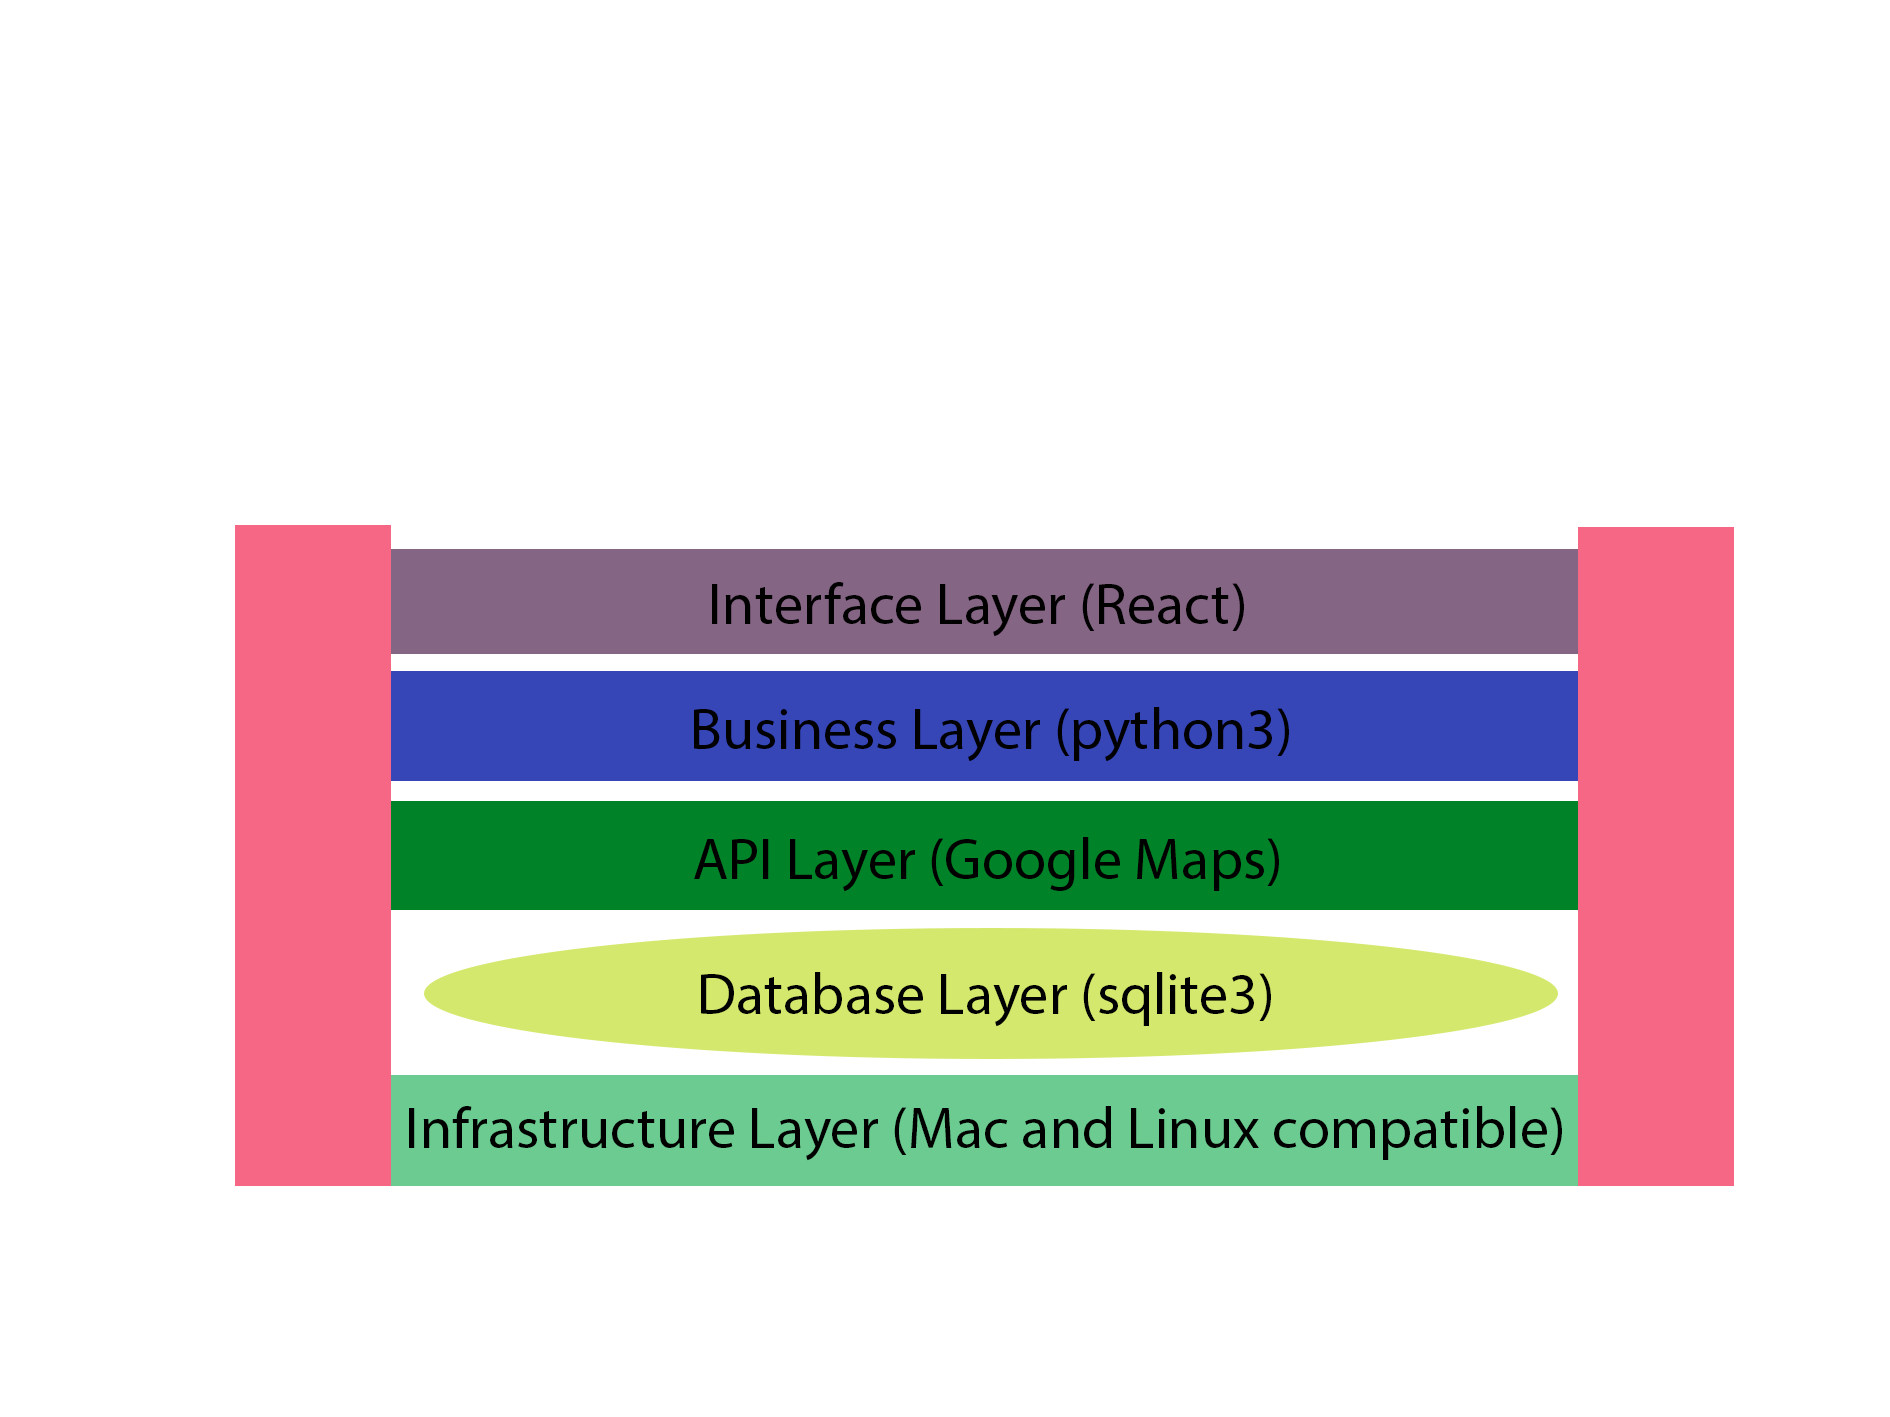 Interface Layer (React)
Business Layer (python3)
API Layer (Google Maps)
Database Layer (sqlite3)
Infrastructure Layer (Mac and Linux compatible)